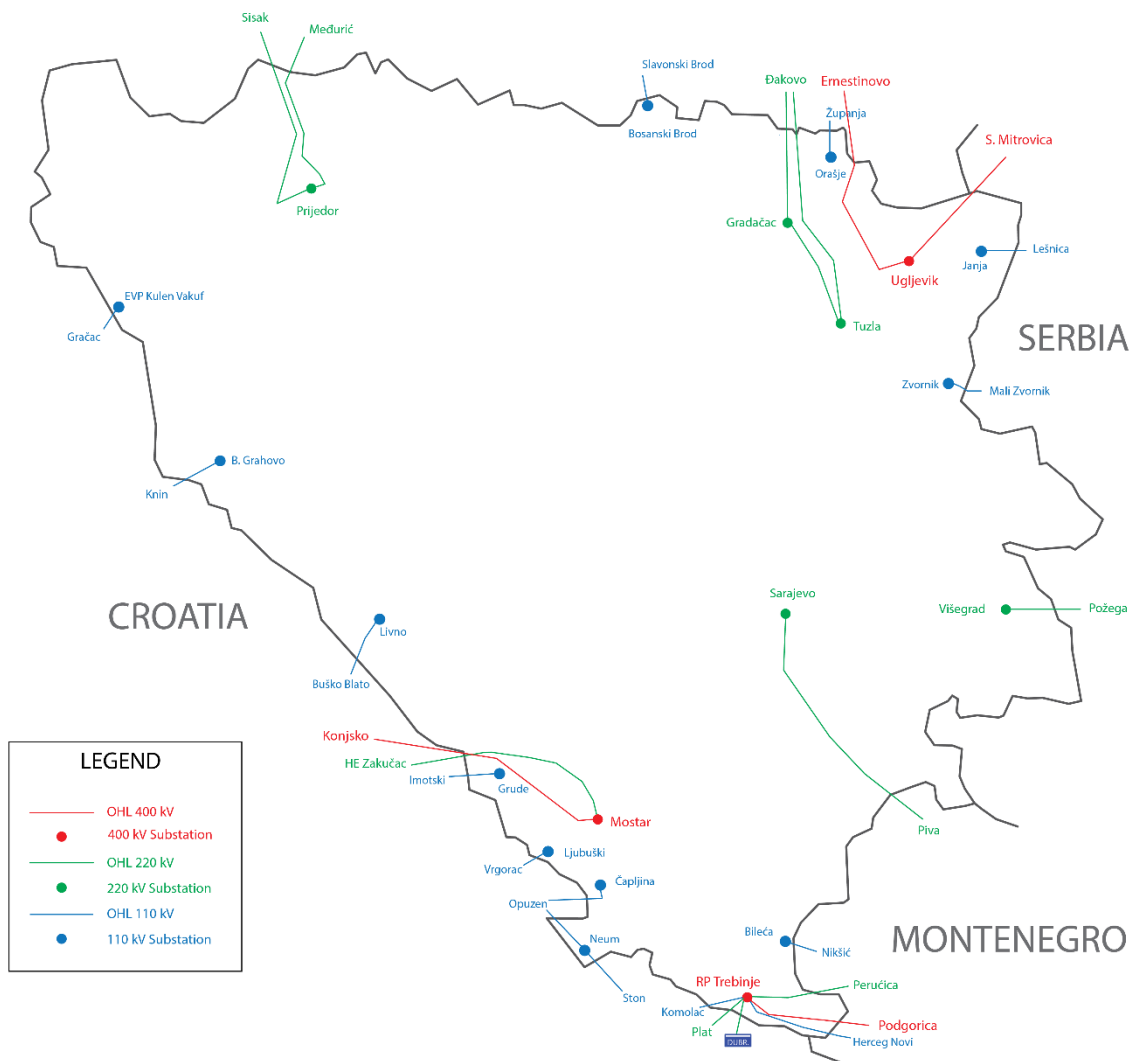 Sisak
Međurić
Slavonski Brod
Bosanski Brod
Đakovo
Ernestinovo
Županja
S. Mitrovica
Orašje
Prijedor
Gradačac
Ugljevik
Janja
Lešnica
EVP Kulen Vakuf
Gračac
Tuzla
SERBIA
Zvornik
Mali Zvornik
B. Grahovo
Knin
CROATIA
Sarajevo
Višegrad
Požega
Livno
Buško Blato
Konjsko
HE Zakučac
Imotski
Grude
Mostar
Piva
LEGEND
OHL 400 kV
400 kV Substation
OHL 220 kV
220 kV Substation
OHL 110 kV
110 kV Substation
Ljubuški
Vrgorac
Čapljina
Opuzen
Neum
Ston
Bileća
Nikšić
MONTENEGRO
RP Trebinje
Perućica
Komolac
Plat
DUBR.
Podgorica
Herceg Novi